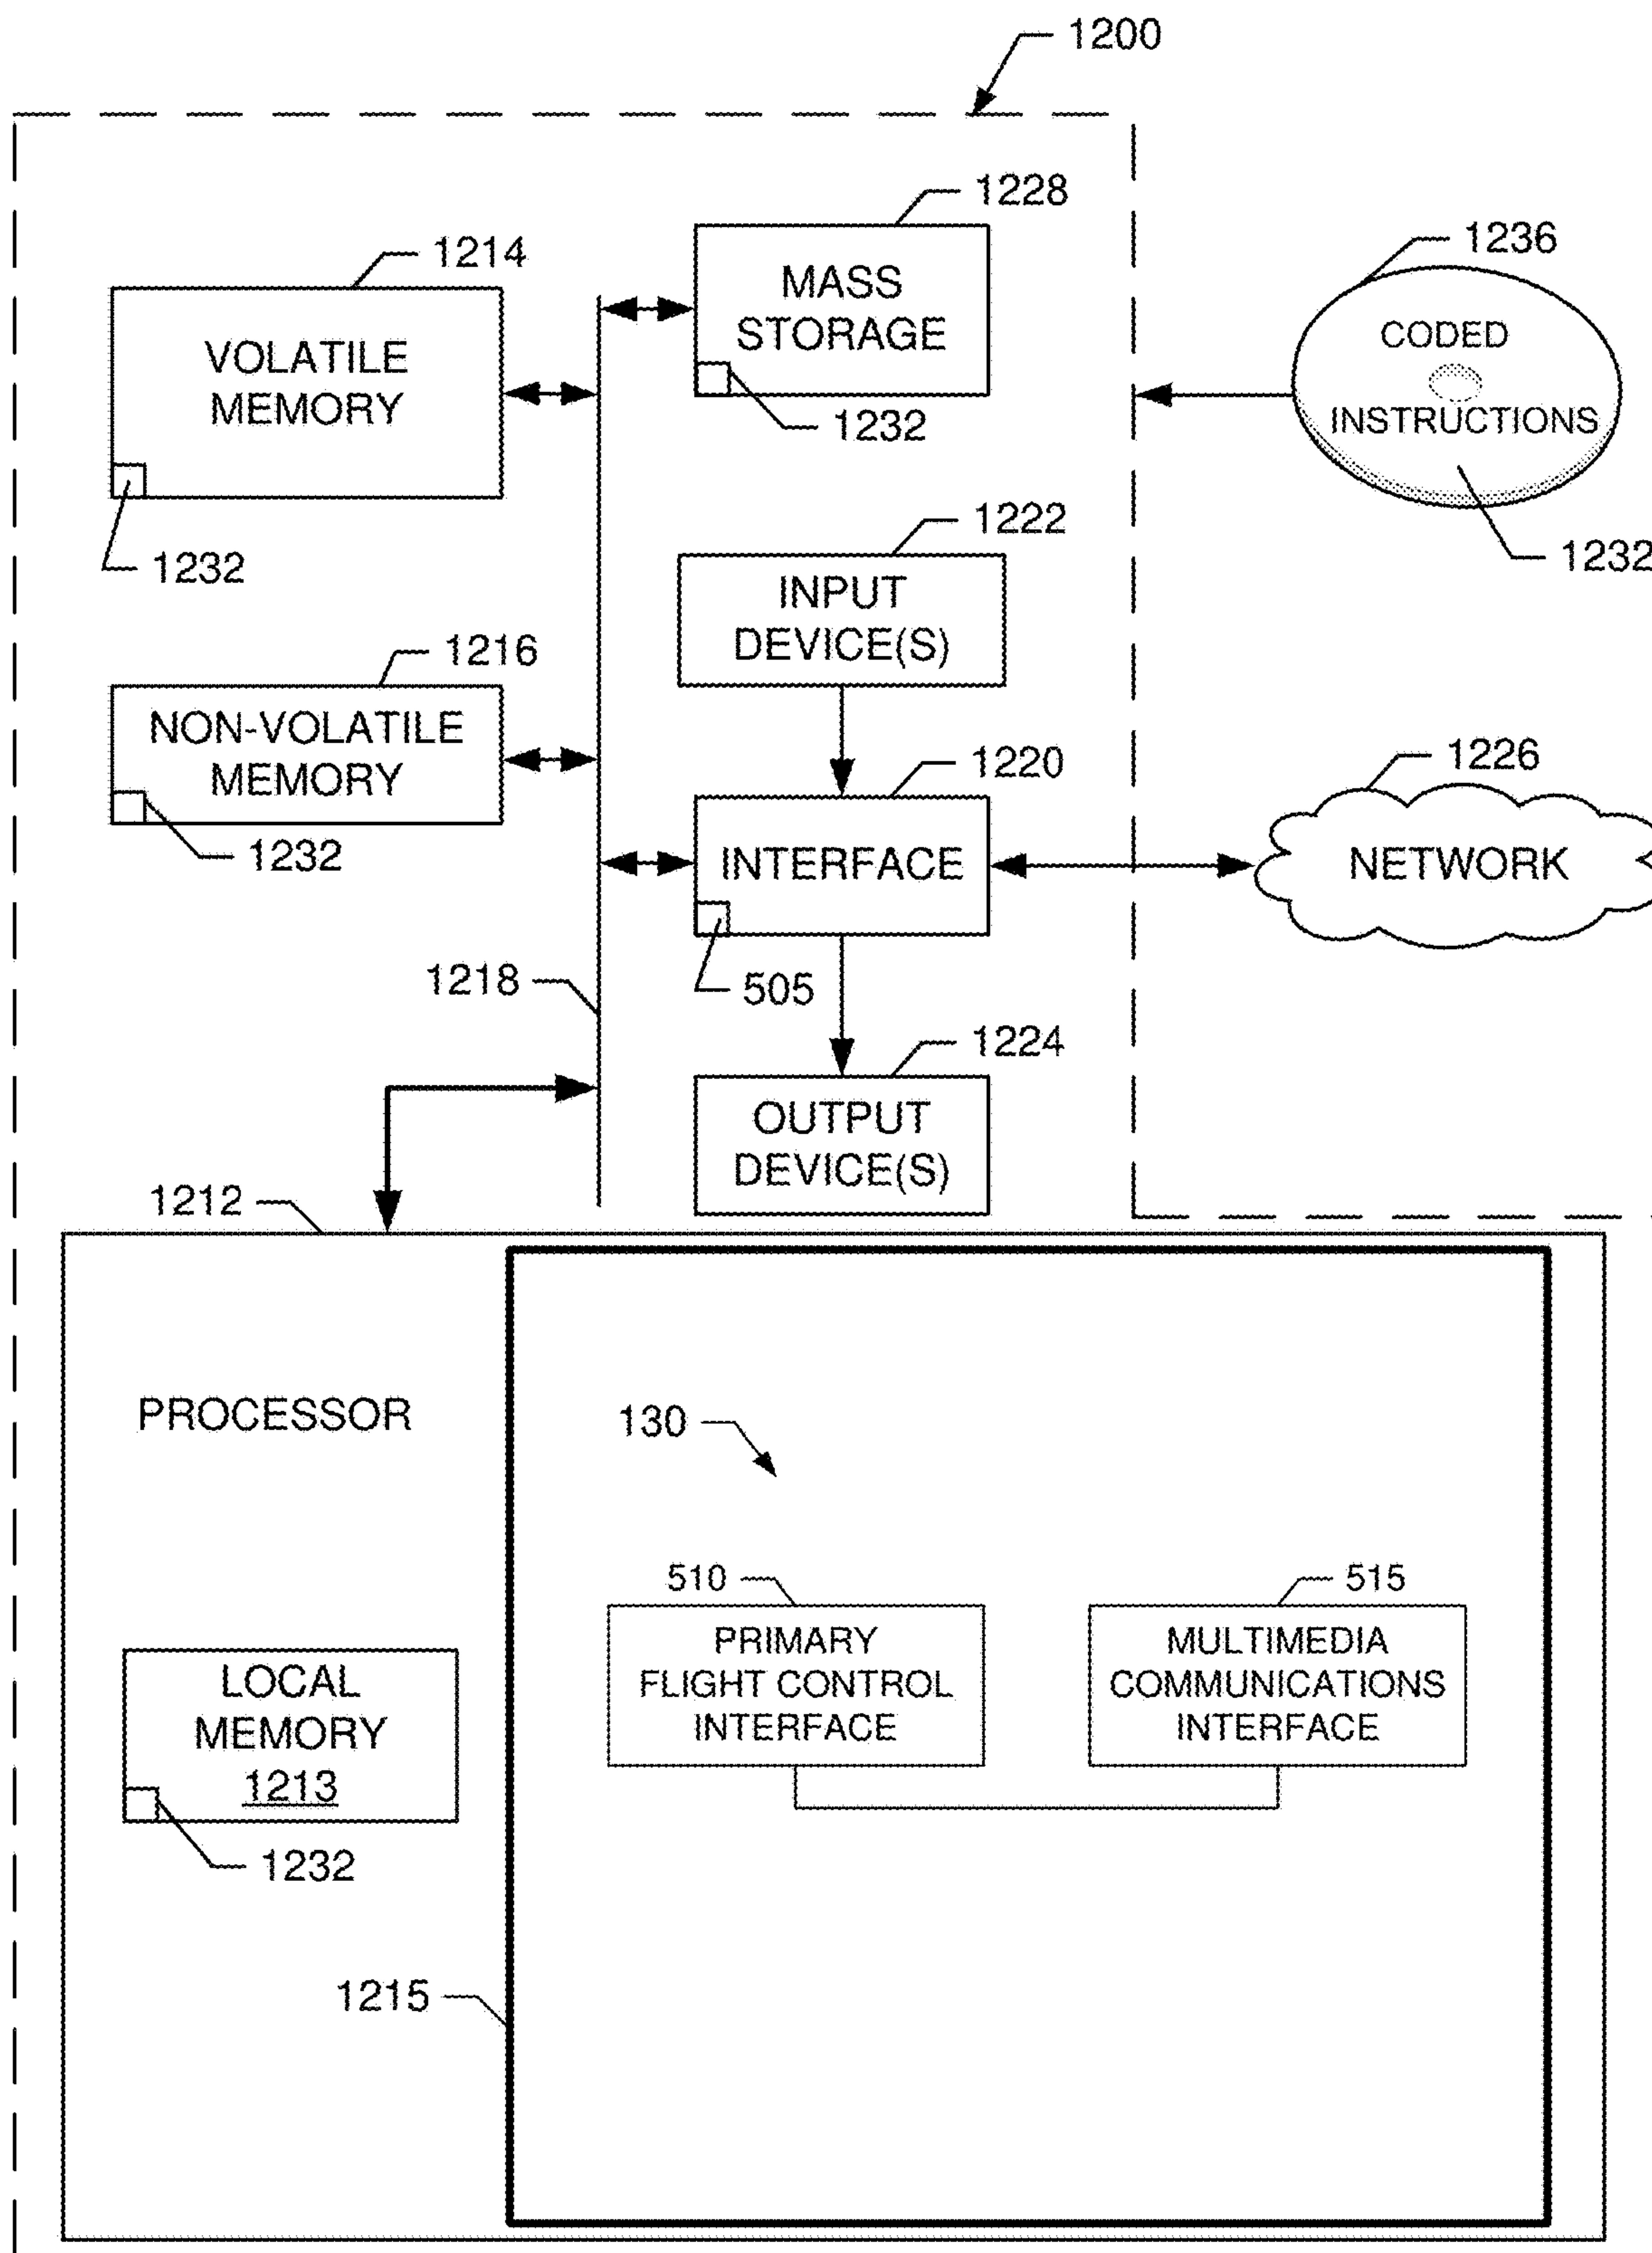 1200
1228
1236
1214
MASS
STORAGE
CODED
INSTRUCTIONS
VOLATILE
MEMORY
1232
1222
1232
1232
INPUT
DEVICE(S)
1216
NON-VOLATILE
MEMORY
1220
1226
1232
INTERFACE
NETWORK
1218
505
1224
OUTPUT
DEVICE(S)
1212
PROCESSOR
130
510
515
PRIMARY
FLIGHT CONTROL
INTERFACE
MULTIMEDIA
COMMUNICATIONS
INTERFACE
LOCAL
MEMORY
1213
1232
1215